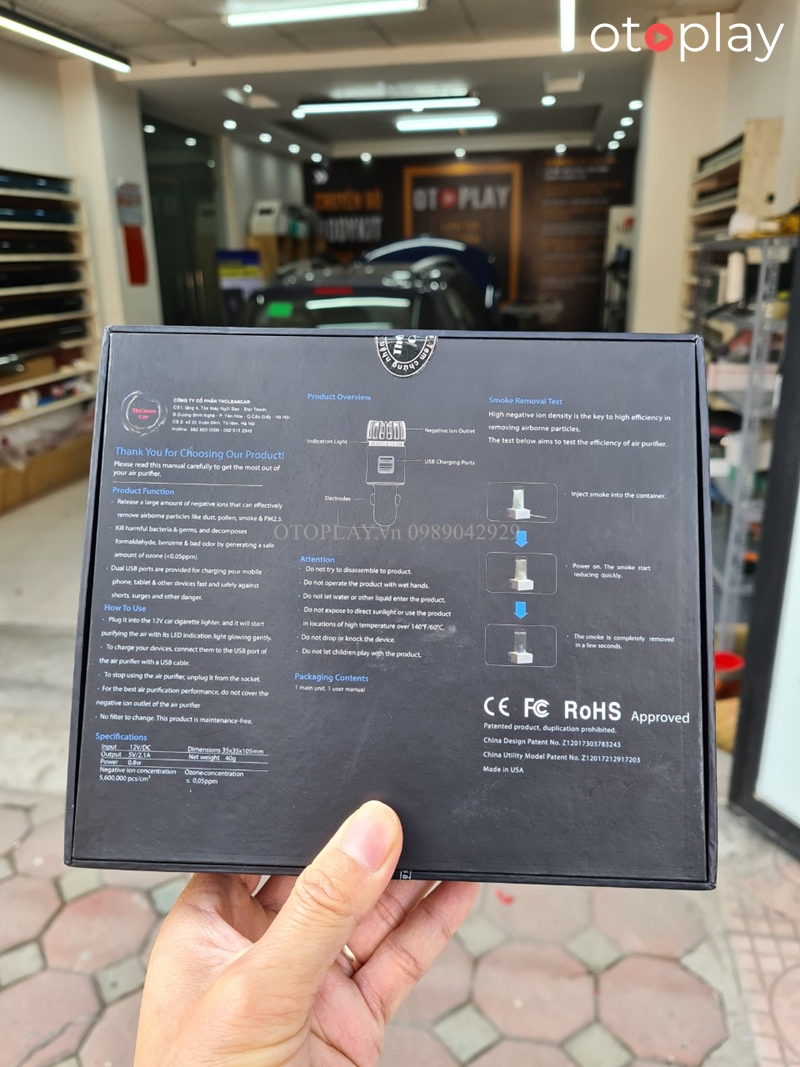 otoplay
OTOPLAY
CÔNG TY CỔ PHẦN THCLEANCAR
Hotline:
Thank You for Choosing Our Product!
Please read this manual carefully to get the most out of
your air purifier.
Product Function
· Release a large amount of negative ions that can effectively
remove airborne particles like dust, pollen, smoke & PM2.5.
· Kill harmful bacteria & germs, and decomposes
formaldehyde, benzene & bad odor by generating a safe
amount of ozone (<0.05ppm).
· Dual USB ports are provided for charging your mobile
phone, tablet & other devices fast and safely against
shorts, surges and other danger.
How To Use
· Plug it into the 12V car cigarette lighter, and it will start
purifying the air with its LED indication light glowing gently.
· To charge your devices, connect them to the USB port of
the air purifier with a USB cable.
· To stop using the air purifier, unplug it from the socket.
· For the best air purification performance, do not cover the
negative ion outlet of the air purifier
· No filter to change. This product is maintenance-free.
Specifications
Input 12V/DC Dimensions 35x35x105mm
Output 5V/2.1A Net weight 40g
Power 0.8w
Negative ion concentration Ozone-concentration
5,600,000 pcs/cm³ ≤ 0,05ppm
Product Overview
Negative Ion Outlet
Indication Light
USB Charging Ports
Electrodes
OTOPLAY.vn 0989042929
Attention
· Do not try to disassemble to product.
· Do not operate the product with wet hands.
· Do not let water or other liquid enter the product.
· Do not expose to direct sunlight or use the product
in locations of high temperature over 140°F/60°C.
· Do not drop or knock the device.
· Do not let children play with the product.
Packaging Contents
1 main unit, 1 user manual
Smoke Removal Test
High negative ion density is the key to high efficiency in
removing airborne particles.
The test below aims to test the efficiency of air purifier.
· Inject smoke into the container.
· Power on. The smoke start
reducing quickly.
· The smoke is completely removed
in a few seconds.
CE FC RoHS Approved
Patented product, duplication prohibited.
China Design Patent No. Z12017303783243
China Utility Model Patent No. Z12017212917203
Made in USA